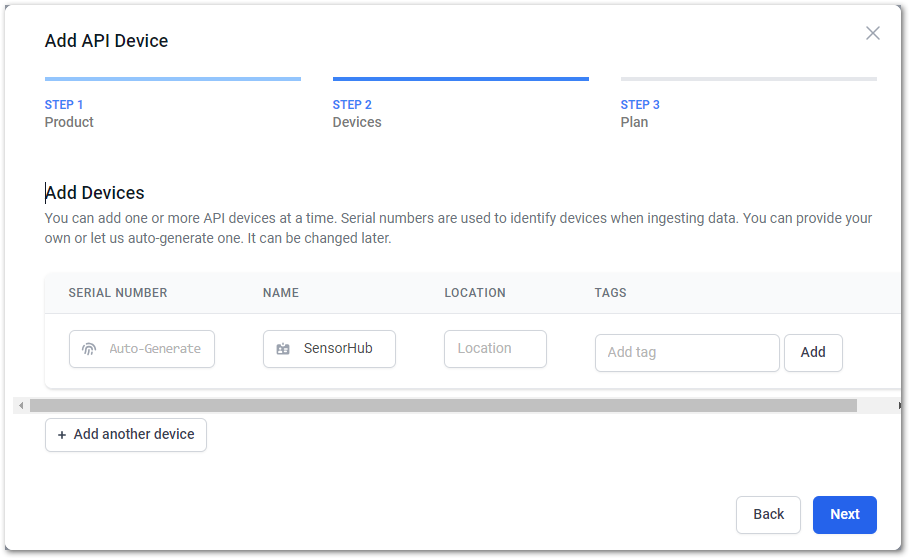 Add API Device
STEP 1
Product
STEP 2
Devices
STEP 3
Plan
Add Devices
You can add one or more API devices at a time. Serial numbers are used to identify devices when ingesting data. You can provide your
own or let us auto-generate one. It can be changed later.
SERIAL NUMBER NAME LOCATION TAGS
Auto-Generate SensorHub Location Add tag Add
+ Add another device
Back Next